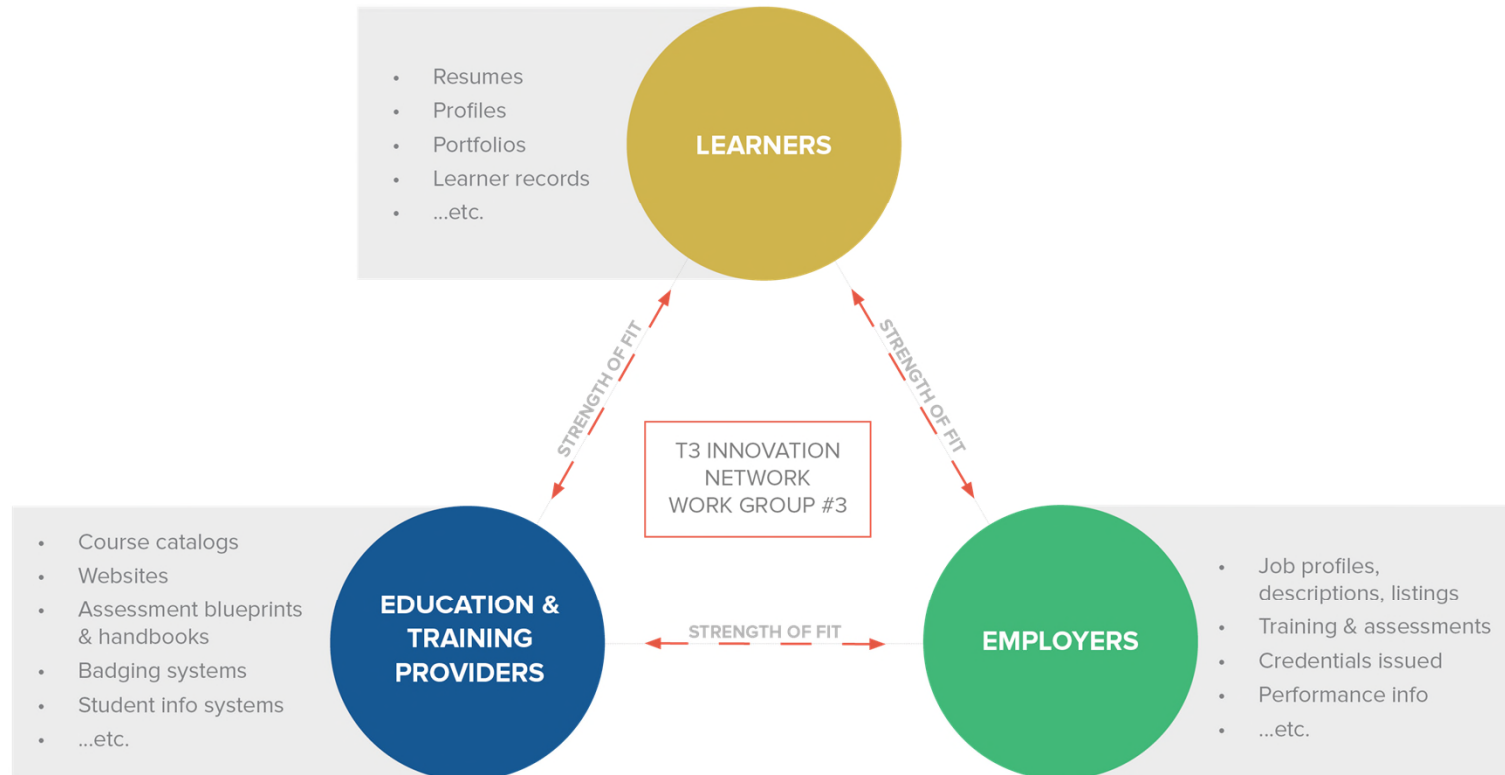 • Resumes
• Profiles
• Portfolios
• Learner records
• ...etc.
LEARNERS
STRENGTH OF FIT
STRENGTH OF FIT
T3 INNOVATION
NETWORK
WORK GROUP #3
• Course catalogs
• Websites
• Assessment blueprints
& handbooks
• Badging systems
• Student info systems
• ...etc.
EDUCATION &
TRAINING
PROVIDERS
STRENGTH OF FIT
EMPLOYERS
• Job profiles,
descriptions, listings
• Training & assessments
• Credentials issued
• Performance info
• ...etc.